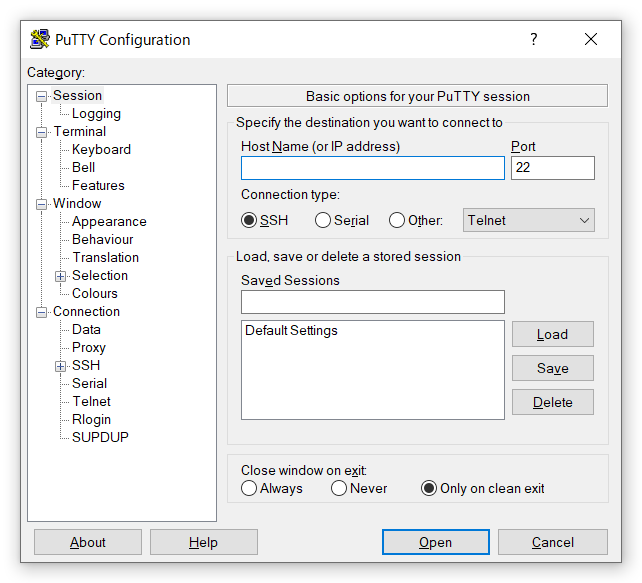 PuTTY Configuration
?
Category:
Session
Logging
Terminal
Keyboard
Bell
Features
Window
Appearance
Behaviour
Translation
Selection
Colours
Connection
Data
Proxy
SSH
Serial
Telnet
Rlogin
SUPDUP
Basic options for your PuTTY session
Specify the destination you want to connect to
Host Name (or IP address) Port
22
Connection type:
SSH Serial Other: Telnet
Load, save or delete a stored session
Saved Sessions
Default Settings
Load
Save
Delete
Close window on exit:
Always Never Only on clean exit
About Help Open Cancel